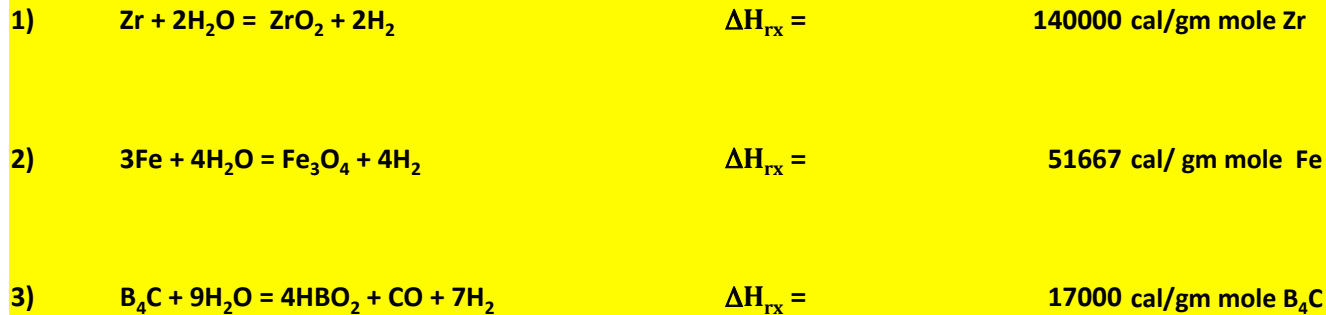 1) Zr + 2H₂O = ZrO₂ + 2H₂ ΔHᵣₓ = 140000 cal/gm mole Zr
2) 3Fe + 4H₂O = Fe₃O₄ + 4H₂ ΔHᵣₓ = 51667 cal/ gm mole Fe
3) B₄C + 9H₂O = 4HBO₂ + CO + 7H₂ ΔHᵣₓ = 17000 cal/gm mole B₄C